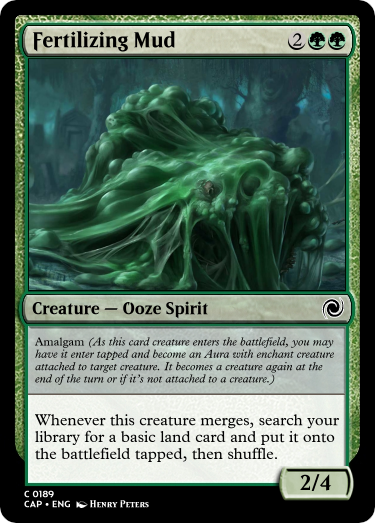 Fertilizing Mud
2
Creature — Ooze Spirit
Amalgam (As this card creature enters the battlefield, you may
have it enter tapped and become an Aura with enchant creature
attached to target creature. It becomes a creature again at the
end of the turn or if it's not attached to a creature.)
Whenever this creature merges, search your
library for a basic land card and put it onto
the battlefield tapped, then shuffle.
2/4
C 0189
CAP • ENG Henry Peters